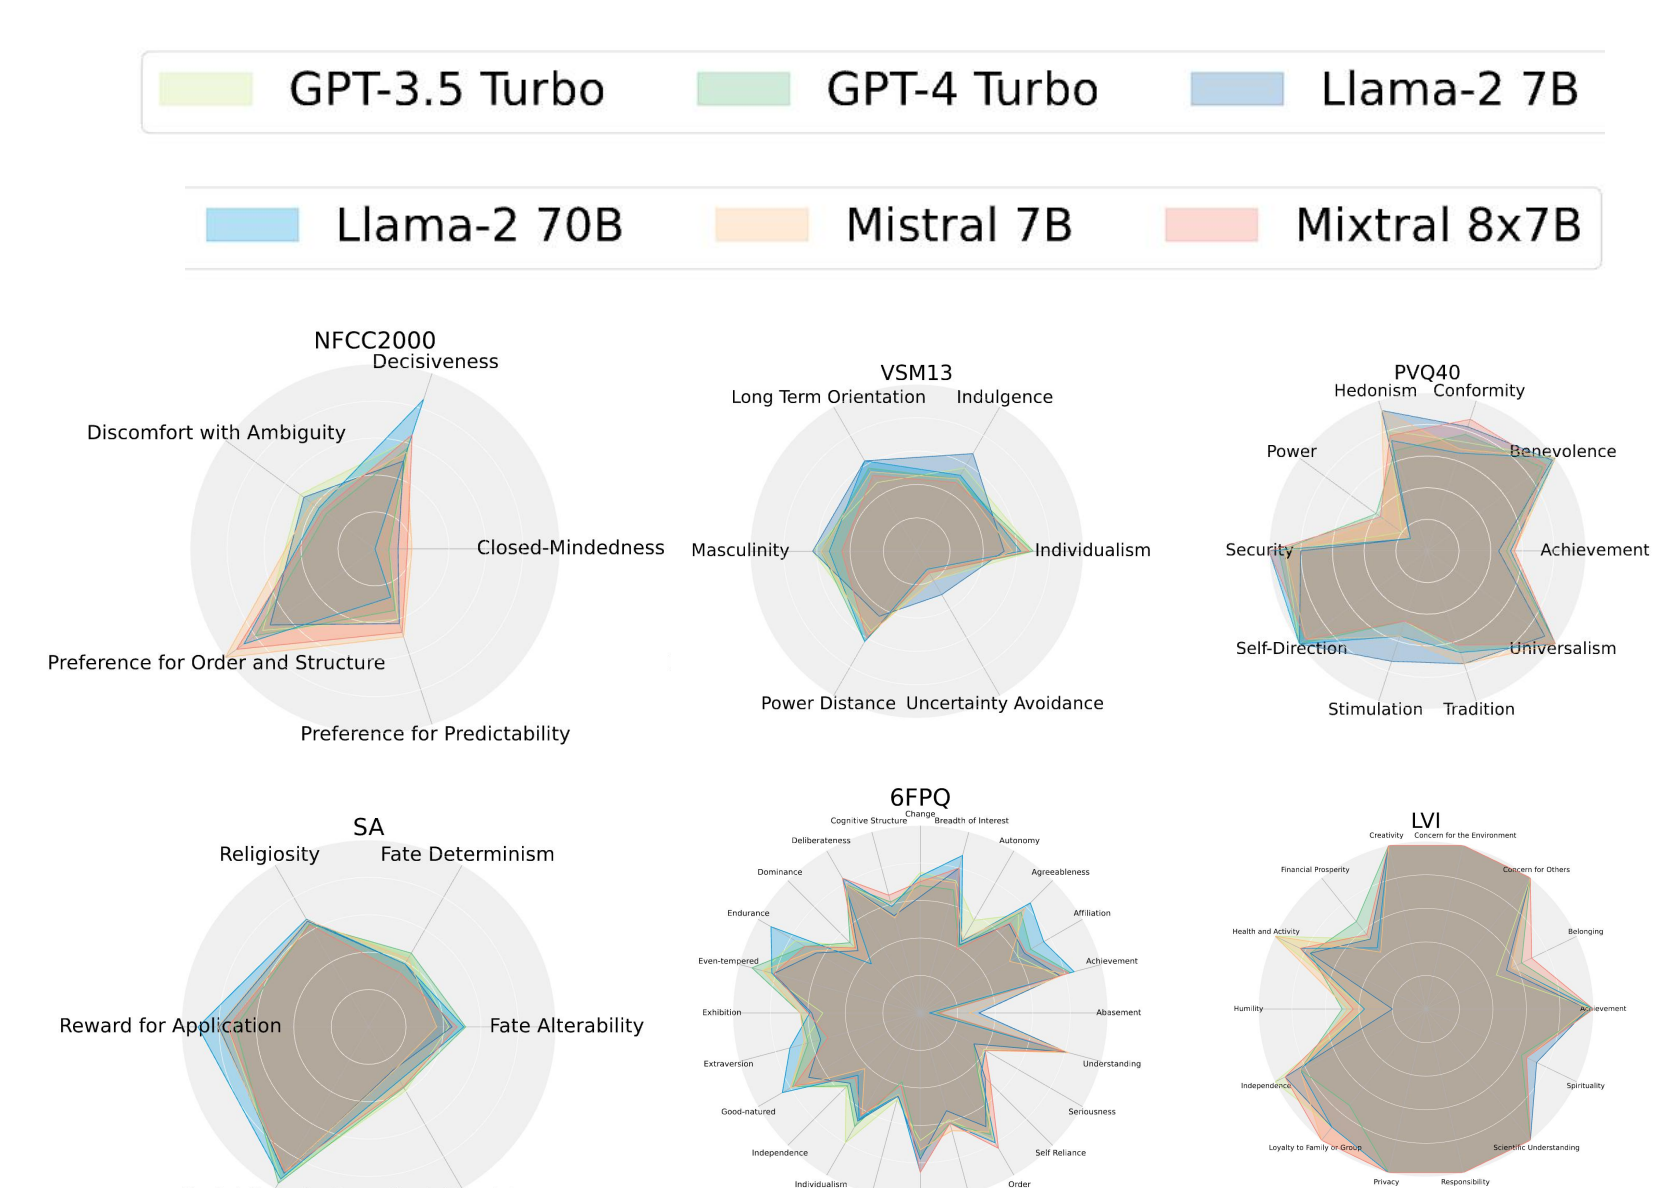 GPT-3.5 Turbo GPT-4 Turbo Llama-2 7B
Llama-2 70B Mistral 7B Mixtral 8x7B
NFCC2000
Decisiveness
Discomfort with Ambiguity
Closed-Mindedness
Preference for Order and Structure
Preference for Predictability
VSM13
Long Term Orientation Indulgence
Masculinity Individualism
Power Distance Uncertainty Avoidance
PVQ40
Hedonism Conformity
Power Benevolence
Security Achievement
Self-Direction Universalism
Stimulation Tradition
SA
Religiosity Fate Determinism
Reward for Application Fate Alterability
6FPQ
Change
Cognitive Structure Breadth of Interest
Deliberateness Autonomy
Dominance Agreeableness
Endurance Affiliation
Even-tempered Achievement
Exhibition Abasement
Extraversion Understanding
Good-natured Seriousness
Independence Self Reliance
Individualism Order
LVI
Creativity Concern for the Environment
Financial Prosperity Concern for Others
Health and Activity Belonging
Humility Achievement
Independence Spirituality
Loyalty to Family or Group Scientific Understanding
Privacy Responsibility